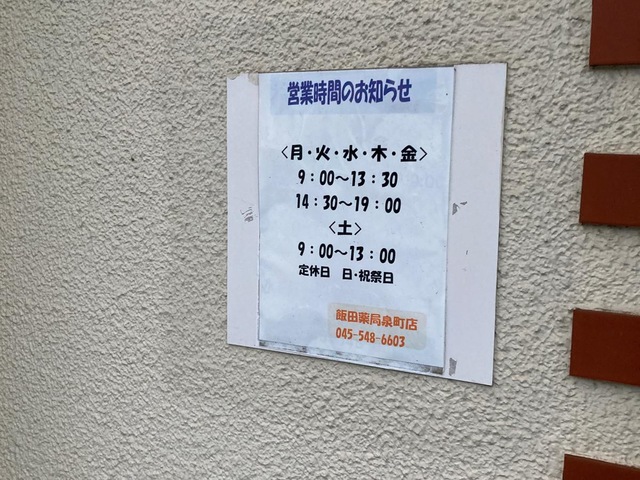 営業時間のお知らせ
<月・火・水・木・金>
9：00～13：30
14：30～19：00
<土>
9：00～13：00
定休日　日・祝祭日
飯田薬局泉町店
045-548-6603